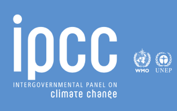 ipcc
INTERGOVERNMENTAL PANEL ON
climate change
WMO UNEP